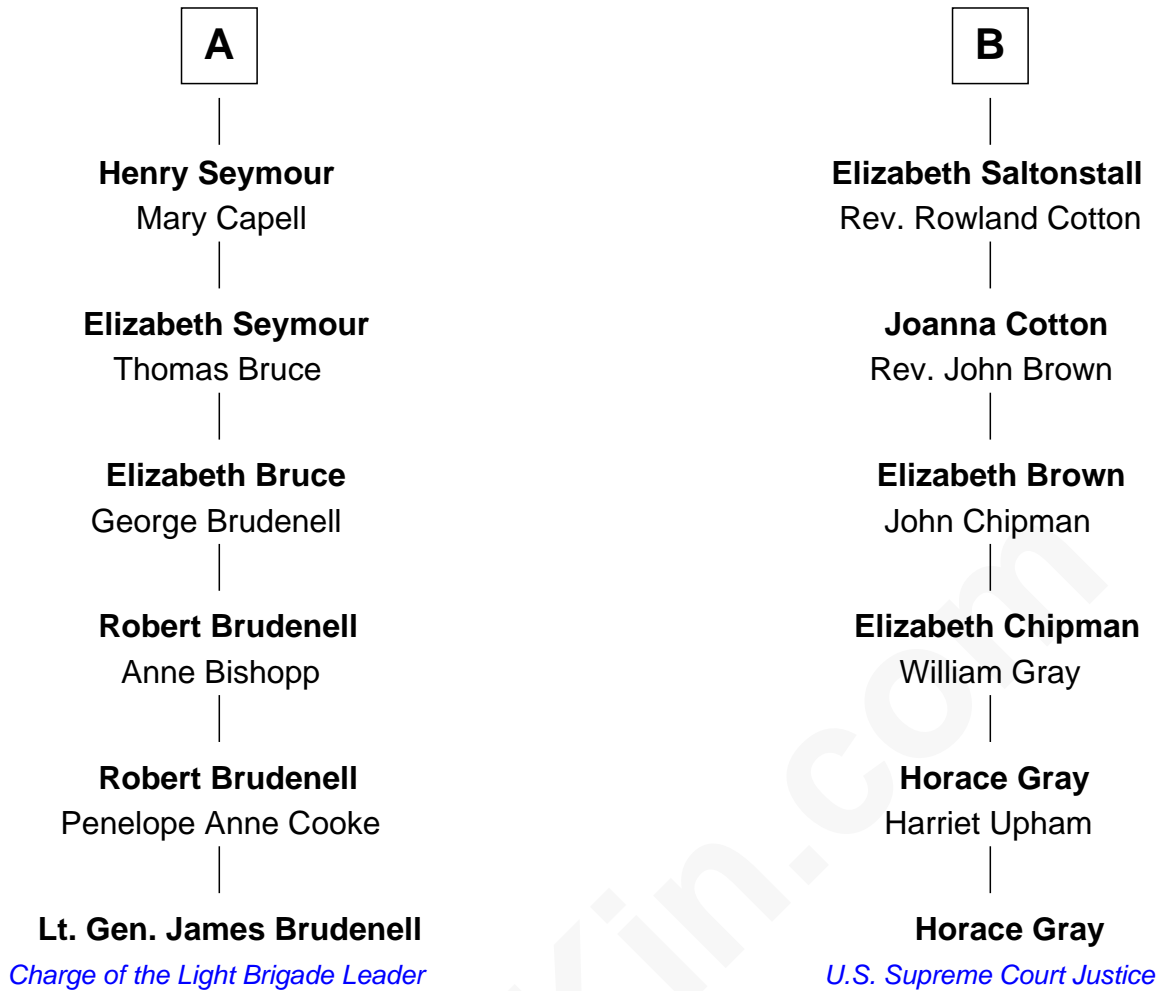 A
Henry Seymour
Mary Capell
Elizabeth Seymour
Thomas Bruce
Elizabeth Bruce
George Brudenell
Robert Brudenell
Anne Bishopp
Robert Brudenell
Penelope Anne Cooke
Lt. Gen. James Brudenell
Charge of the Light Brigade Leader
B
Elizabeth Saltonstall
Rev. Rowland Cotton
Joanna Cotton
Rev. John Brown
Elizabeth Brown
John Chipman
Elizabeth Chipman
William Gray
Horace Gray
Harriet Upham
Horace Gray
U.S. Supreme Court Justice
Kin.com